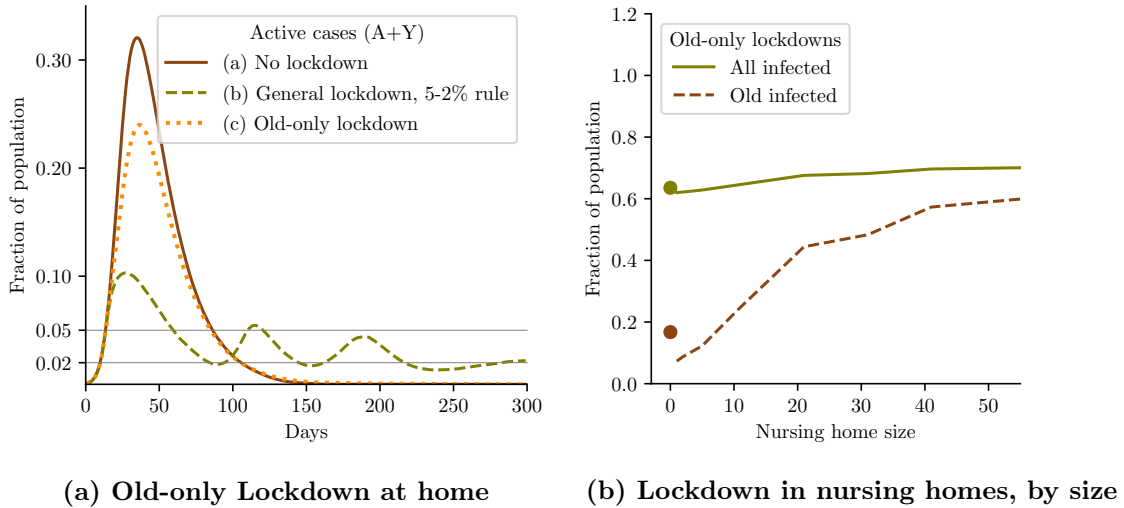 Active cases (A+Y)
(a) No lockdown
(b) General lockdown, 5-2% rule
(c) Old-only lockdown
Fraction of population
0.30
0.20
0.10
0.05
0.02
0
50
100
150
200
250
300
Days
(a) Old-only Lockdown at home
Old-only lockdowns
All infected
Old infected
Fraction of population
1.2
1.0
0.8
0.6
0.4
0.2
0.0
0
10
20
30
40
50
Nursing home size
(b) Lockdown in nursing homes, by size